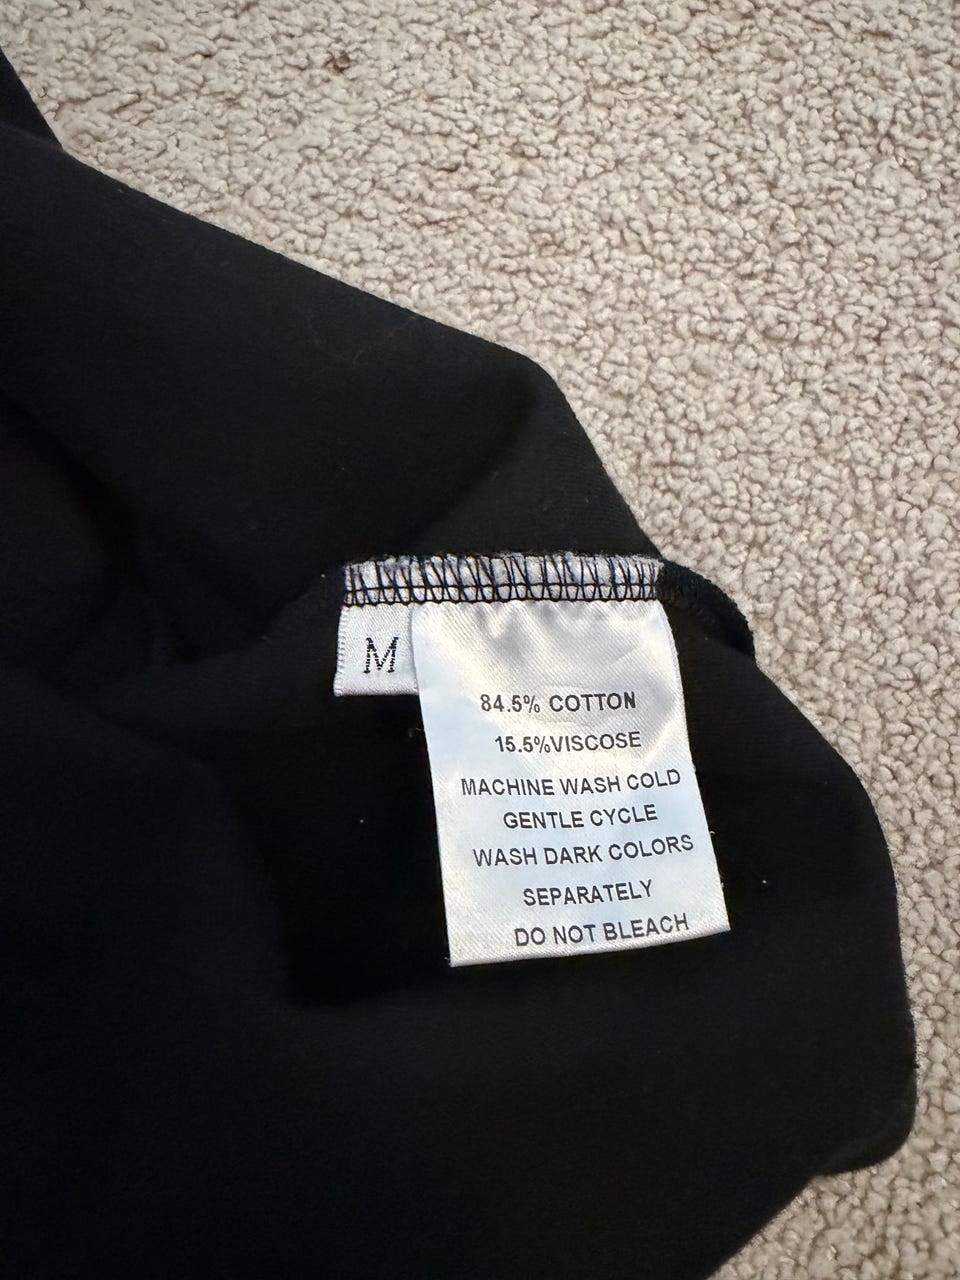 M
84.5% COTTON
15.5%VISCOSE
MACHINE WASH COLD
GENTLE CYCLE
WASH DARK COLORS
SEPARATELY
DO NOT BLEACH